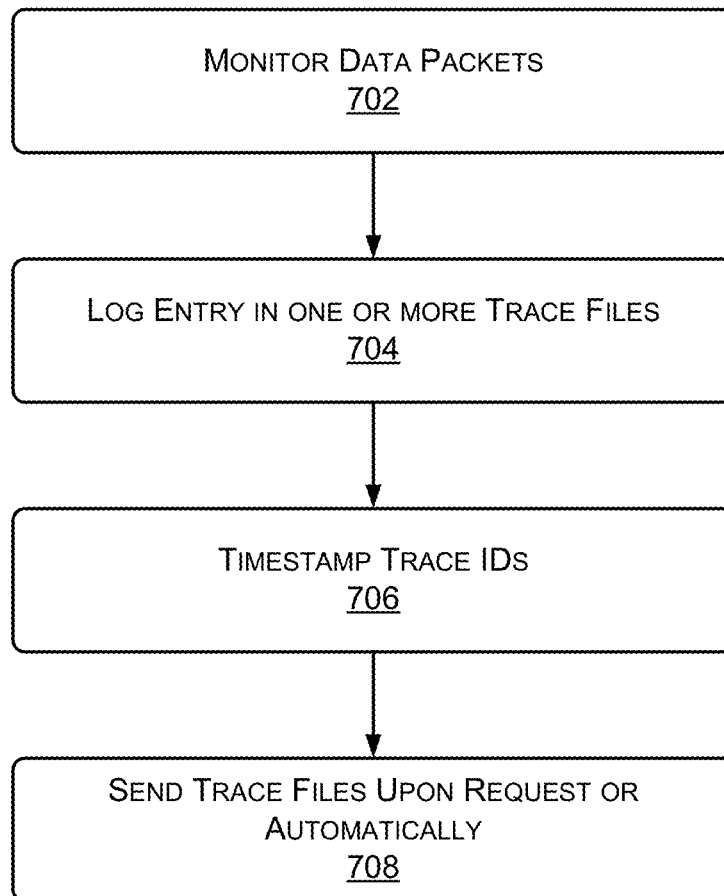 MONITOR DATA PACKETS
702
LOG ENTRY IN ONE OR MORE TRACE FILES
704
TIMESTAMP TRACE IDS
706
SEND TRACE FILES UPON REQUEST OR
AUTOMATICALLY
708